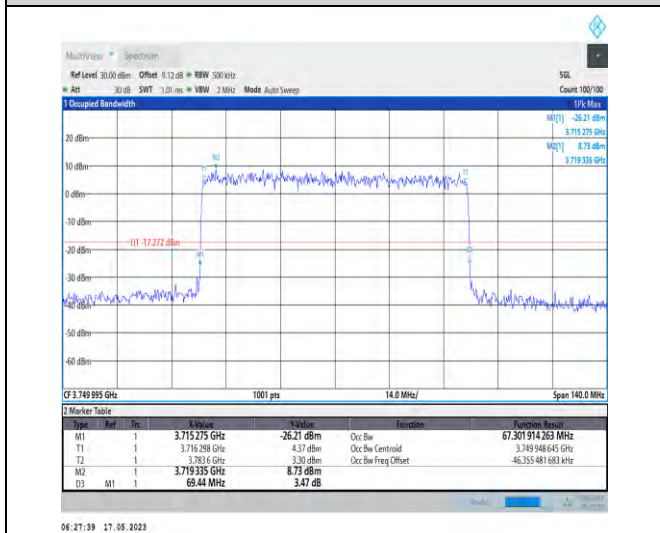 MultiView Spectrum
Ref Level 30.00 dBm Offset 9.12 dB RBW 500 kHz SGL
Att 30 dB SWT 1.01 ms VBW 2 MHz Mode Auto Sweep Count 100/100
1 Occupied Bandwidth 1Pk Max
M1[1] -26.21 dBm
3.715 275 GHz
20 dBm
M2[1] 8.73 dBm
3.719 335 GHz
M2
10 dBm
T1
T2
0 dBm
-10 dBm
H1 -17.272 dBm
-20 dBm
M1
D3
-30 dBm
-40 dBm
-50 dBm
-60 dBm
CF 3.749 995 GHz 1001 pts 14.0 MHz/ Span 140.0 MHz
2 Marker Table
Type Ref Trc X-Value Y-Value Function Function Result
M1 1 3.715 275 GHz -26.21 dBm Occ Bw 67.301 914 263 MHz
T1 1 3.716 298 GHz 4.37 dBm Occ Bw Centroid 3.749 948 645 GHz
T2 1 3.783 6 GHz 3.30 dBm Occ Bw Freq Offset -46.355 481 683 kHz
M2 1 3.719 335 GHz 8.73 dBm
D3 M1 1 69.44 MHz 3.47 dB
06:27:39 17.05.2023